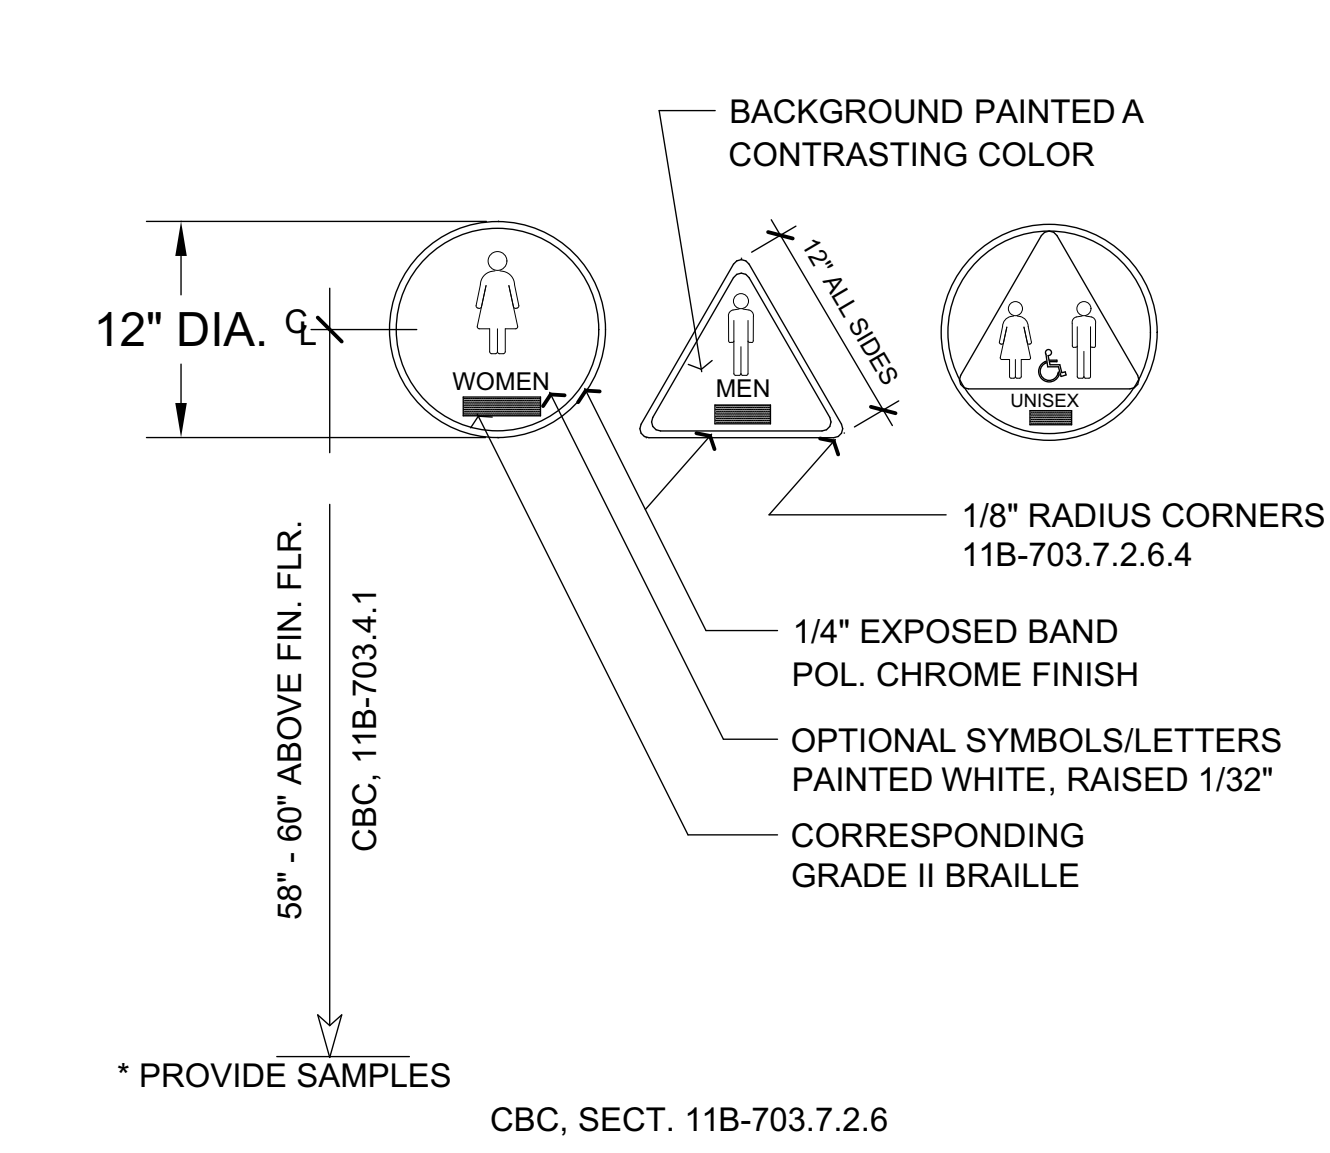 BACKGROUND PAINTED A
CONTRASTING COLOR
12" DIA.
CL
WOMEN
MEN
12" ALL SIDES
UNISEX
1/8" RADIUS CORNERS
11B-703.7.2.6.4
1/4" EXPOSED BAND
POL. CHROME FINISH
OPTIONAL SYMBOLS/LETTERS
PAINTED WHITE, RAISED 1/32"
CORRESPONDING
GRADE II BRAILLE
58" - 60" ABOVE FIN. FLR.
CBC, 11B-703.4.1
* PROVIDE SAMPLES
CBC, SECT. 11B-703.7.2.6